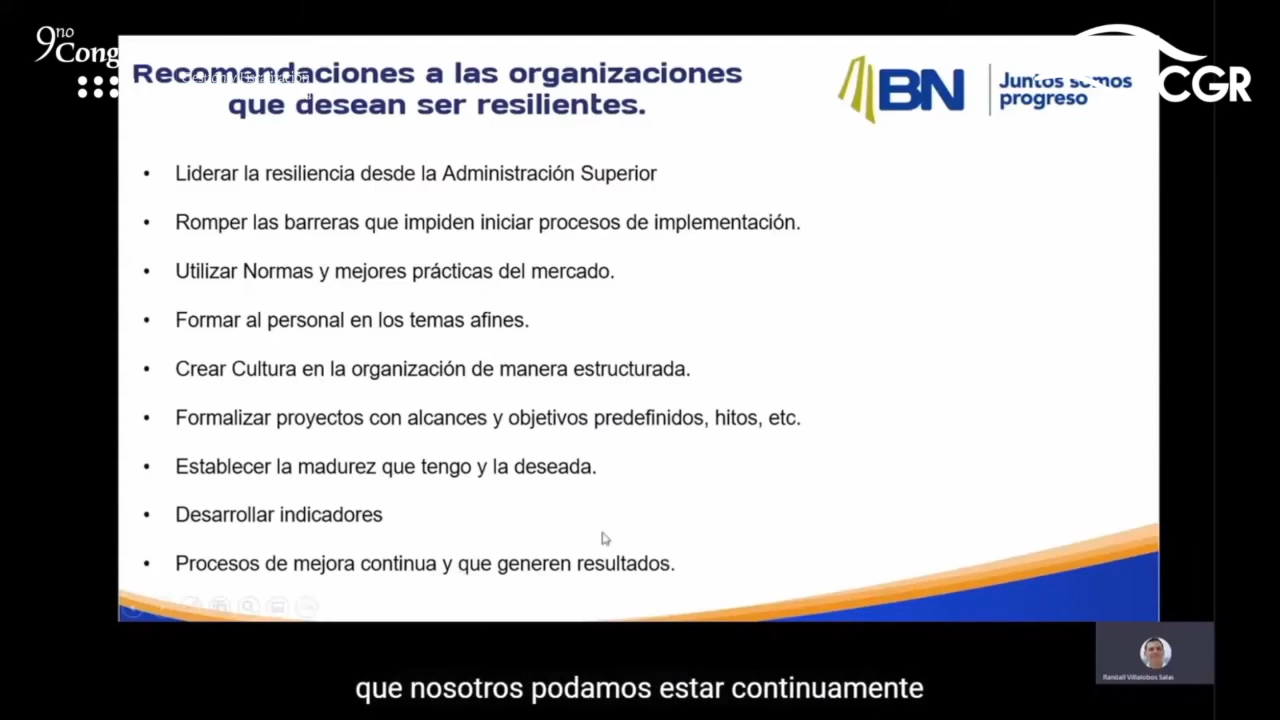 9no
Cong
Recomendaciones a las organizaciones
que desean ser resilientes.
BN
Juntos somos
progreso
CGR
• Liderar la resiliencia desde la Administración Superior
• Romper las barreras que impiden iniciar procesos de implementación.
• Utilizar Normas y mejores prácticas del mercado.
• Formar al personal en los temas afines.
• Crear Cultura en la organización de manera estructurada.
• Formalizar proyectos con alcances y objetivos predefinidos, hitos, etc.
• Establecer la madurez que tengo y la deseada.
• Desarrollar indicadores
• Procesos de mejora continua y que generen resultados.
Randall Villalobos Salas
que nosotros podamos estar continuamente